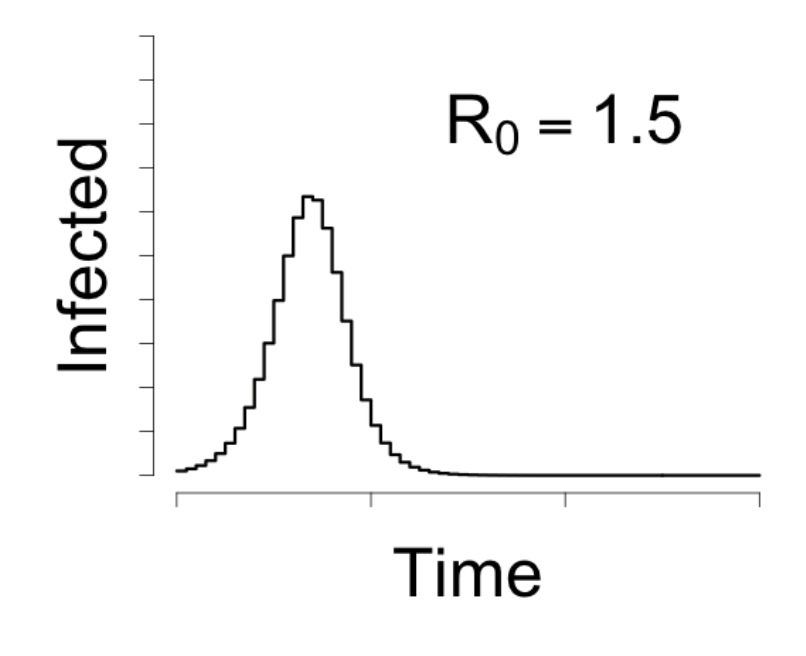 R₀ = 1.5
Infected
Time